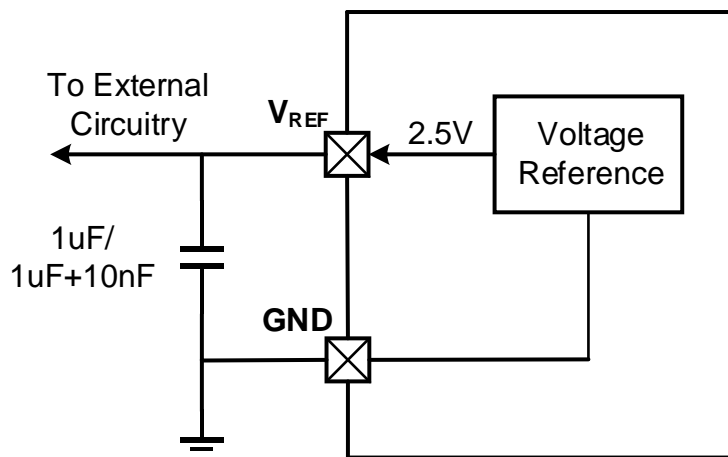 To External
Circuitry
VREF
2.5V
Voltage
Reference
1uF/
1uF+10nF
GND